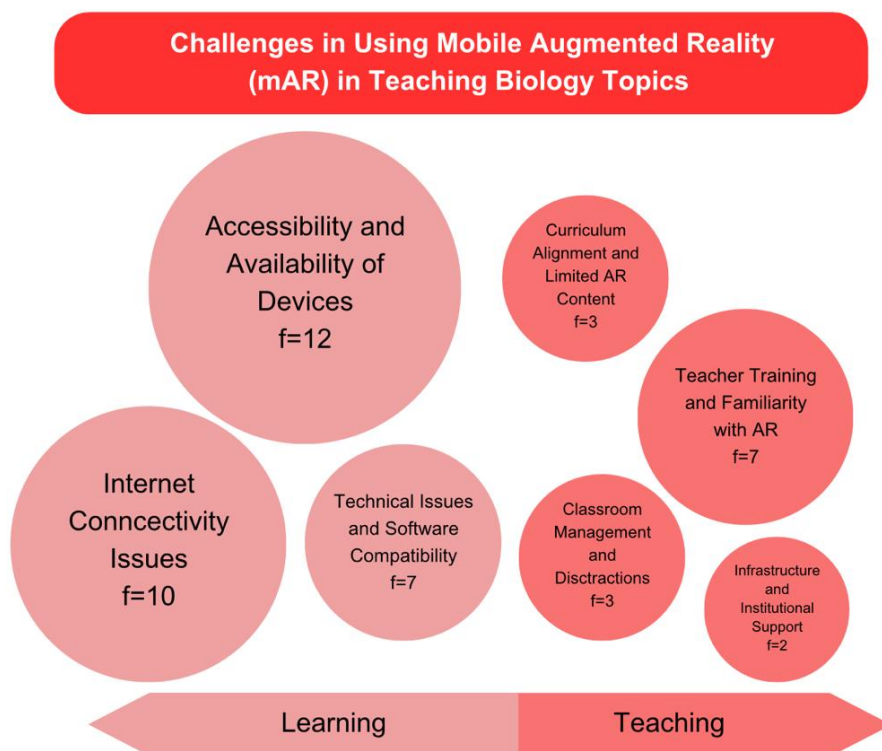 Challenges in Using Mobile Augmented Reality
(mAR) in Teaching Biology Topics
Accessibility and
Availability of
Devices
f=12
Curriculum
Alignment and
Limited AR
Content
f=3
Teacher Training
and Familiarity
with AR
f=7
Internet
Conncectivity
Issues
f=10
Technical Issues
and Software
Compatibility
f=7
Classroom
Management
and
Disctractions
f=3
Infrastructure
and
Institutional
Support
f=2
Learning
Teaching